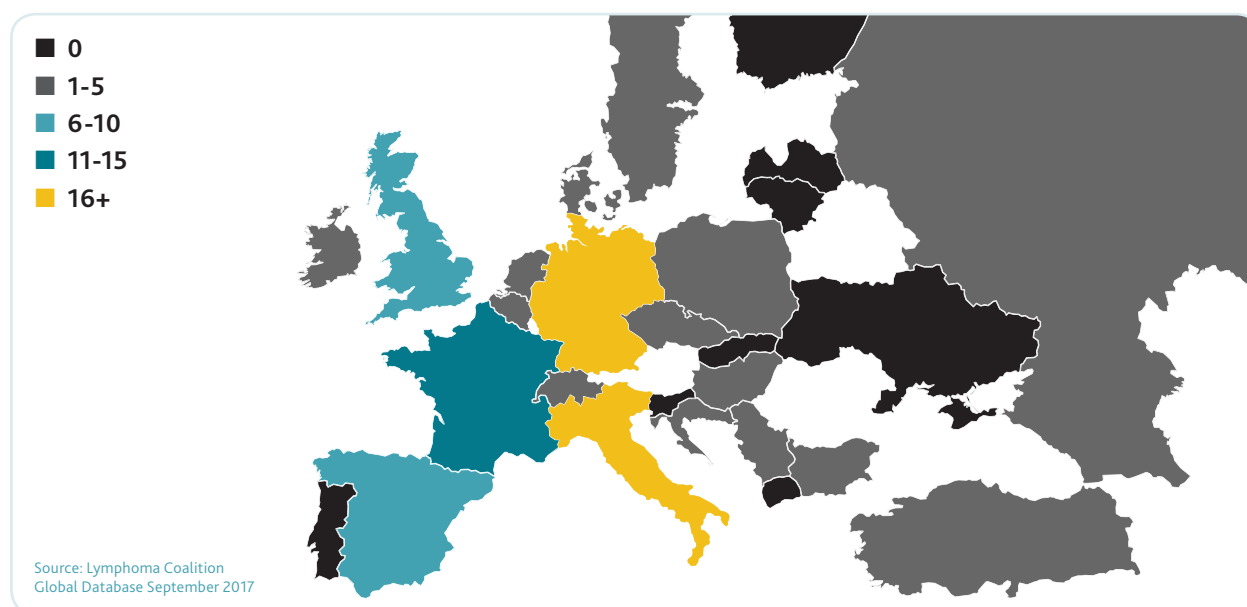 0
1-5
6-10
11-15
16+
Source: Lymphoma Coalition
Global Database September 2017